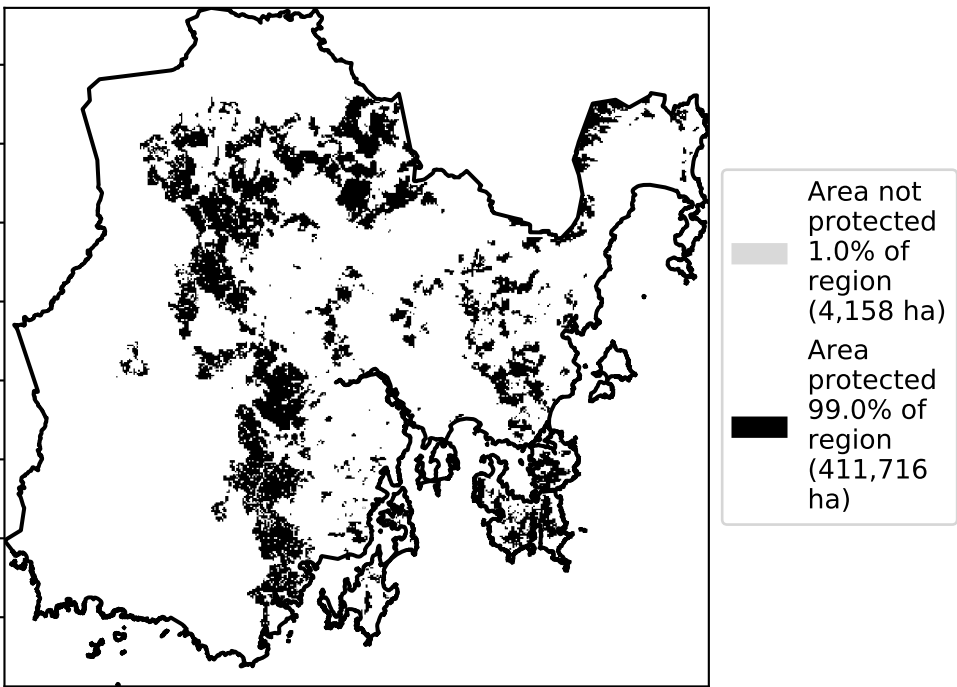 Area not
protected
1.0% of
region
(4,158 ha)
Area
protected
99.0% of
region
(411,716
ha)